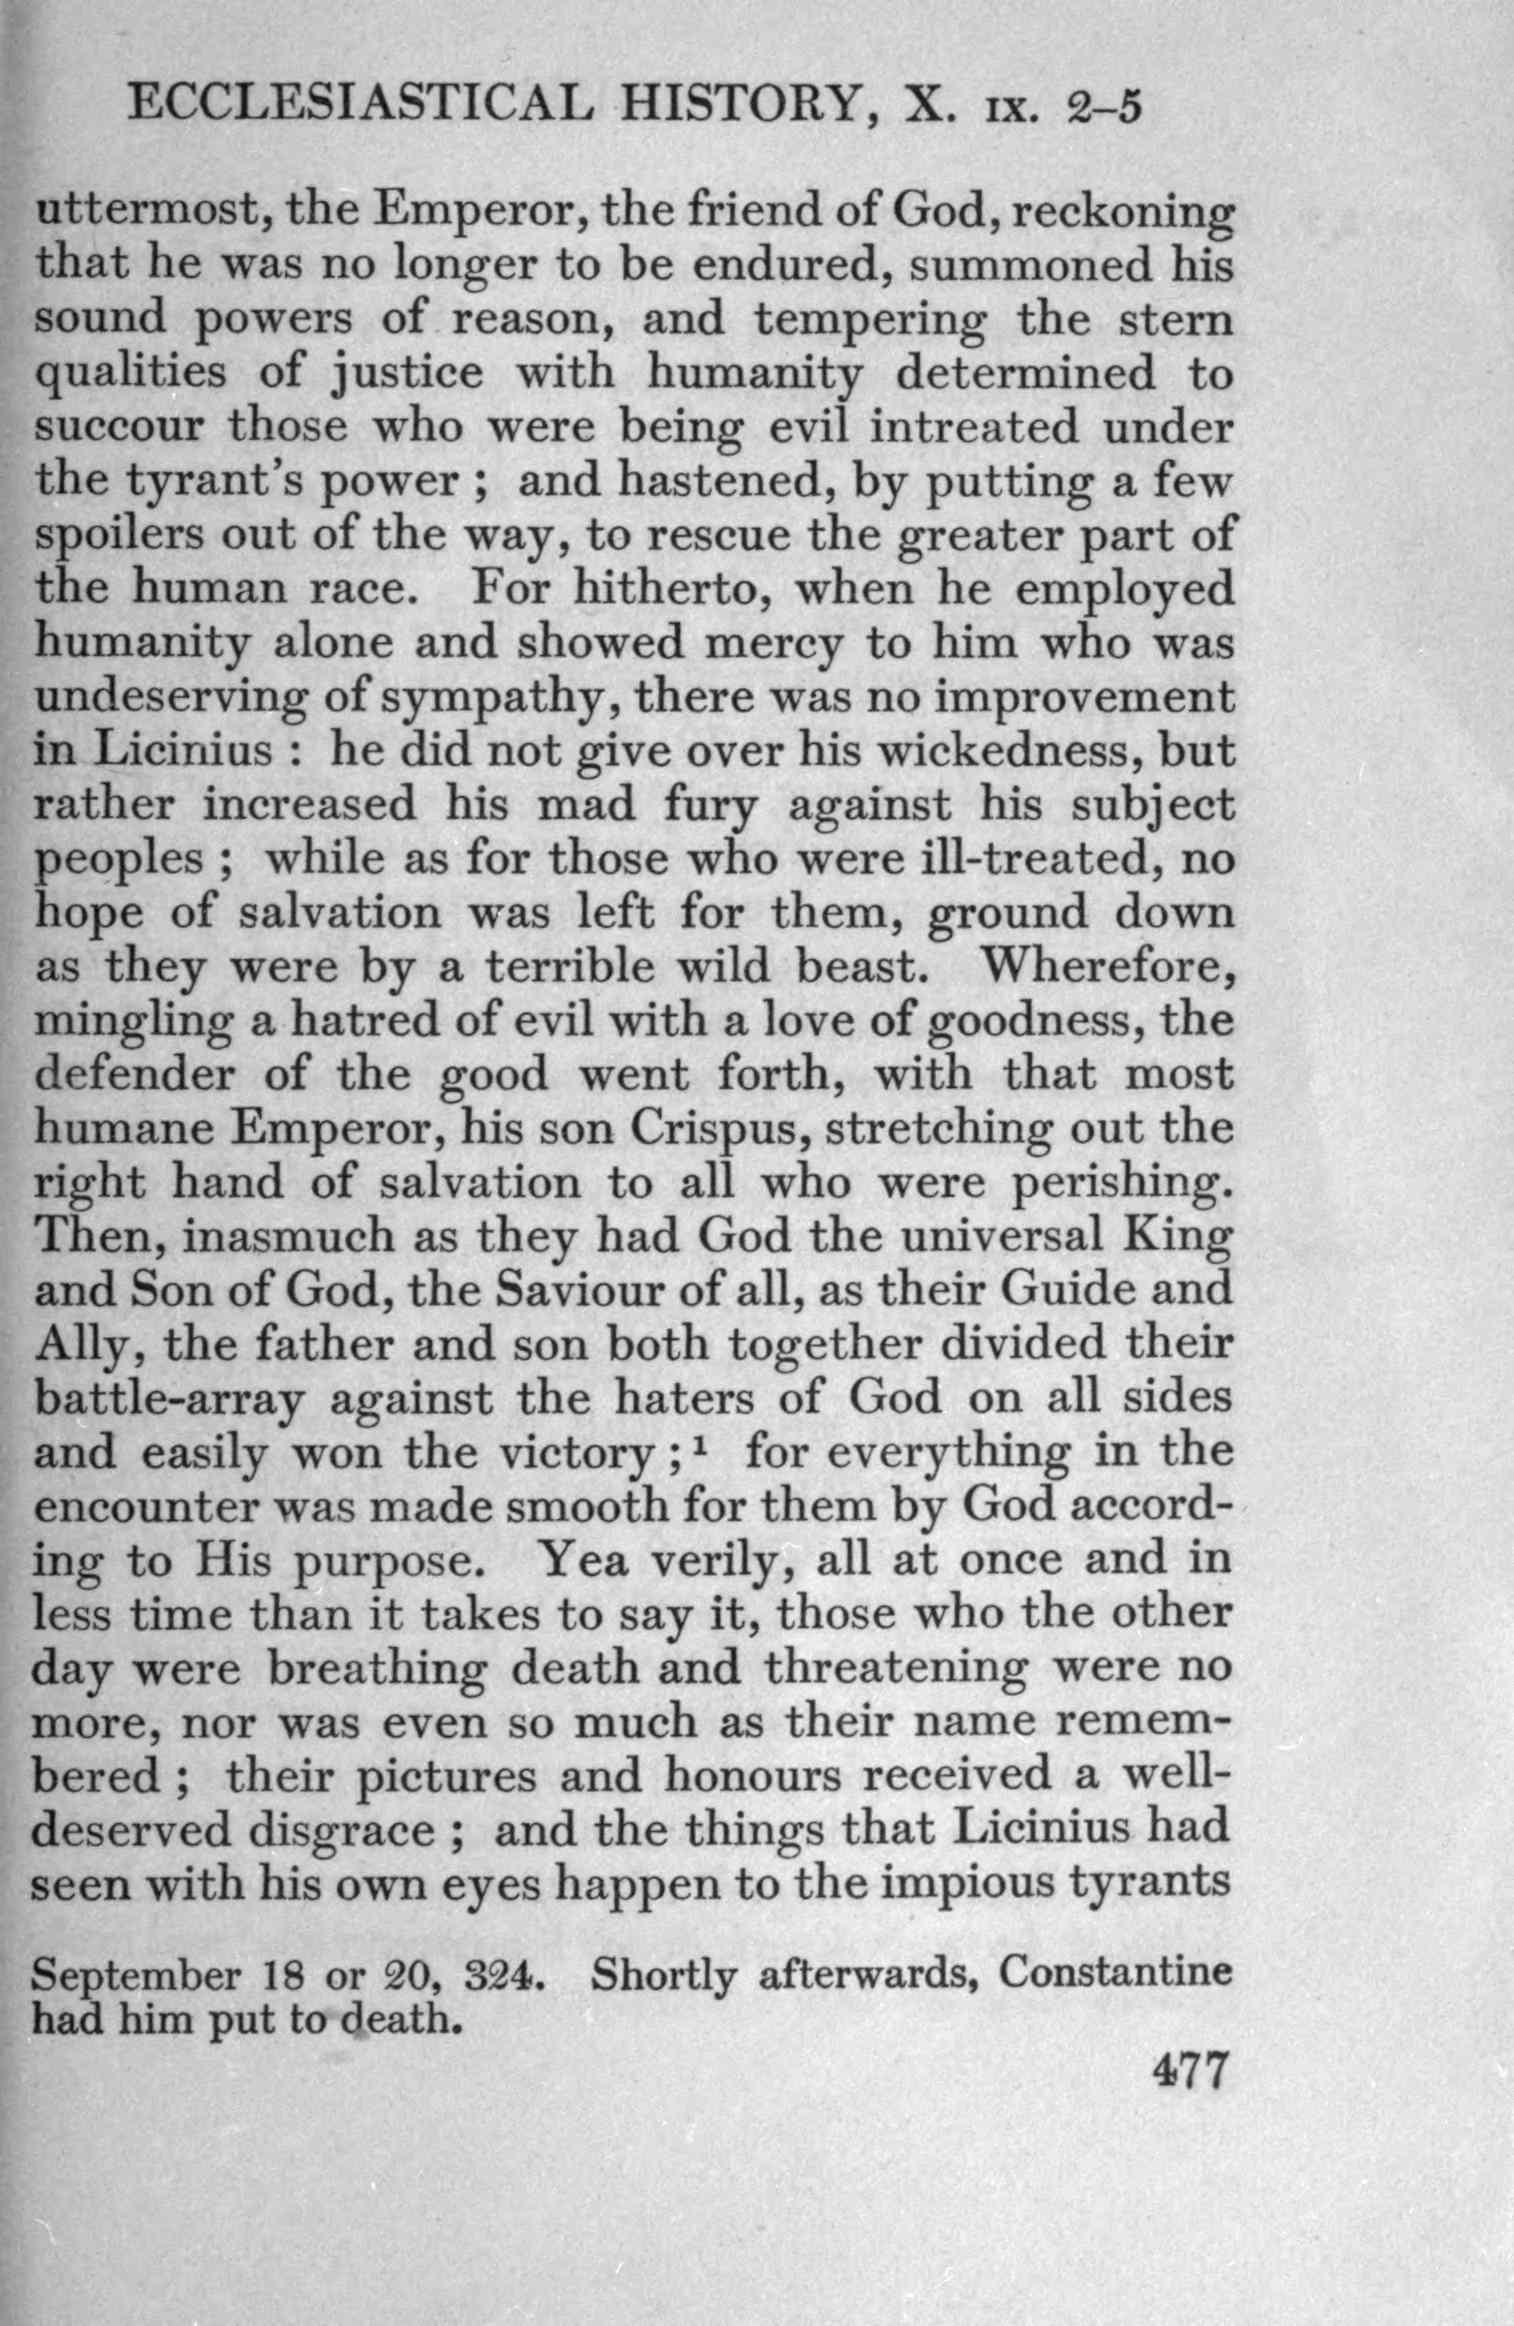 ECCLESIASTICAL HISTORY, X. IX. 2–5
uttermost, the Emperor, the friend of God, reckoning
that he was no longer to be endured, summoned his
sound powers of reason, and tempering the stern
qualities of justice with humanity determined to
succour those who were being evil intreated under
the tyrant's power ; and hastened, by putting a few
spoilers out of the way, to rescue the greater part of
the human race. For hitherto, when he employed
humanity alone and showed mercy to him who was
undeserving of sympathy, there was no improvement
in Licinius : he did not give over his wickedness, but
rather increased his mad fury against his subject
peoples ; while as for those who were ill-treated, no
hope of salvation was left for them, ground down
as they were by a terrible wild beast. Wherefore,
mingling a hatred of evil with a love of goodness, the
defender of the good went forth, with that most
humane Emperor, his son Crispus, stretching out the
right hand of salvation to all who were perishing.
Then, inasmuch as they had God the universal King
and Son of God, the Saviour of all, as their Guide and
Ally, the father and son both together divided their
battle-array against the haters of God on all sides
and easily won the victory ;¹ for everything in the
encounter was made smooth for them by God accord-
ing to His purpose. Yea verily, all at once and in
less time than it takes to say it, those who the other
day were breathing death and threatening were no
more, nor was even so much as their name remem-
bered ; their pictures and honours received a well-
deserved disgrace ; and the things that Licinius had
seen with his own eyes happen to the impious tyrants
September 18 or 20, 324. Shortly afterwards, Constantine
had him put to death.
477